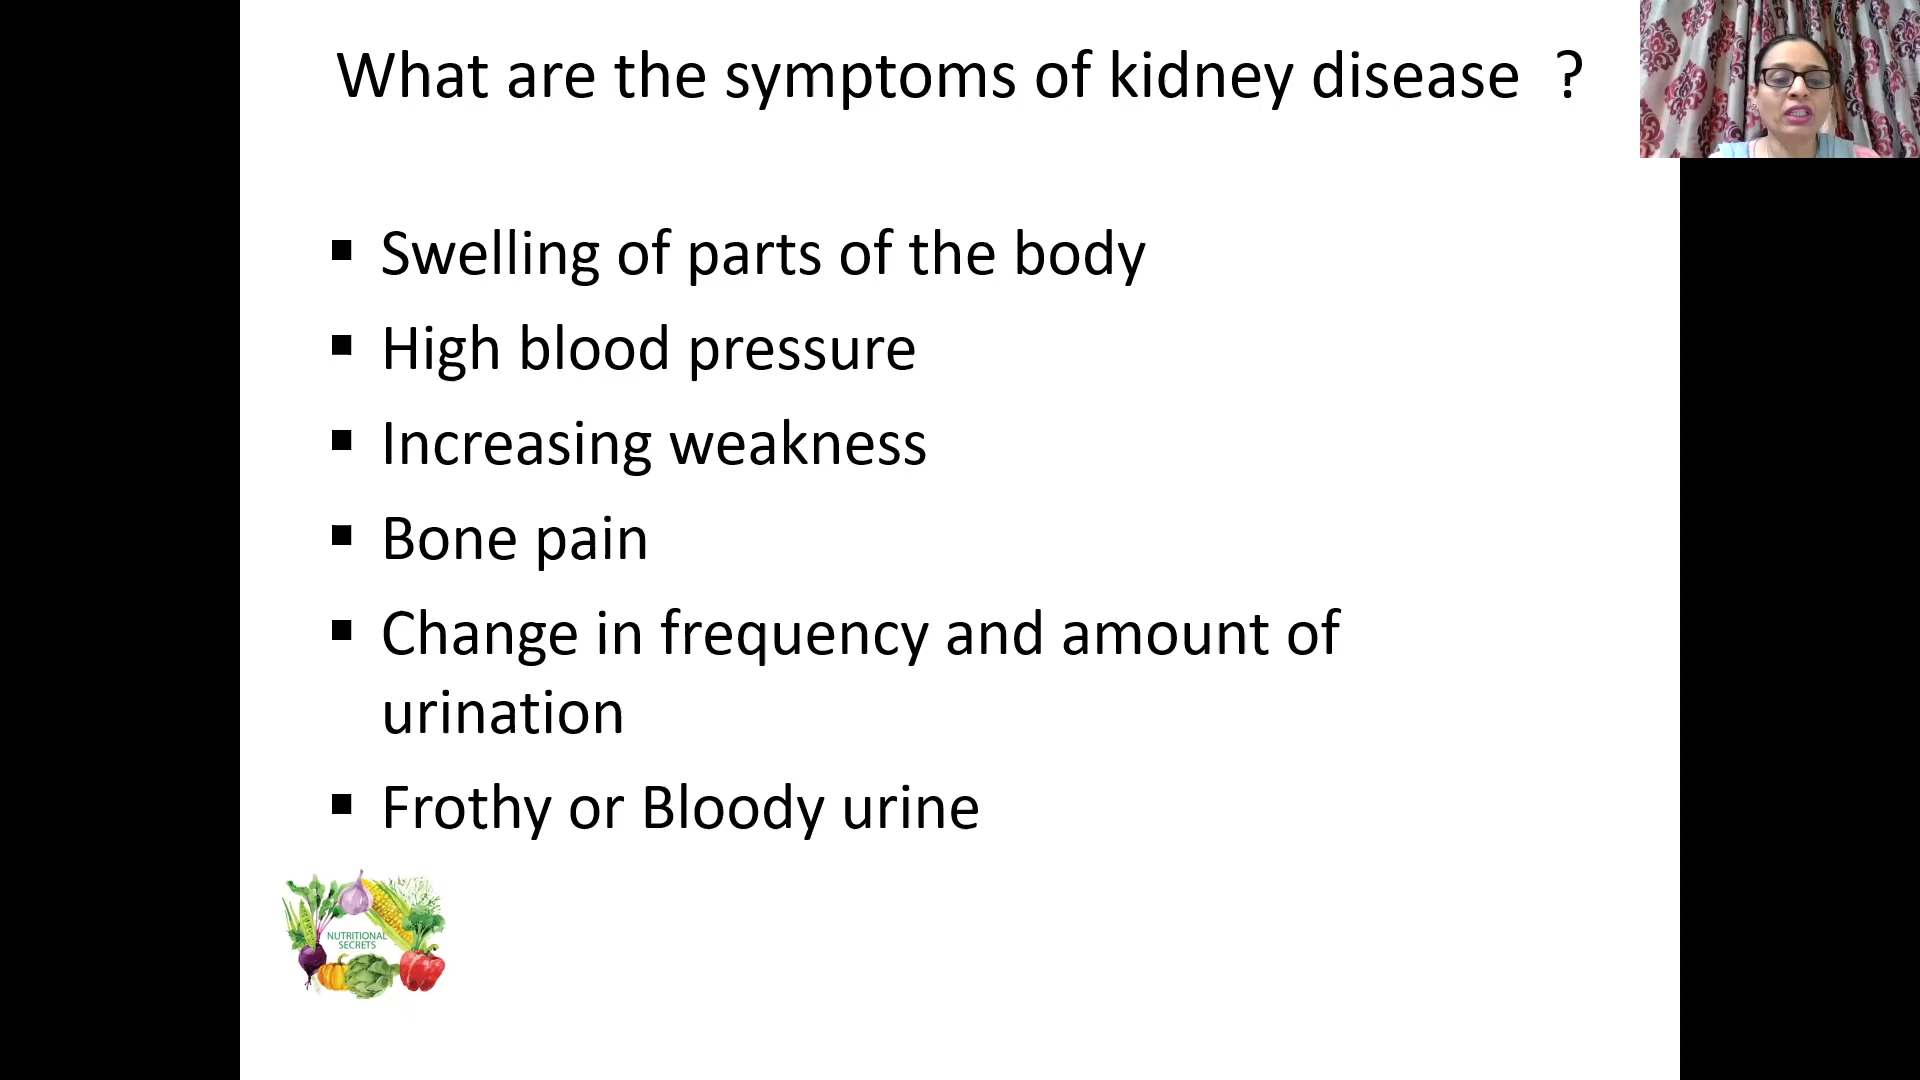 What are the symptoms of kidney disease ?
▪ Swelling of parts of the body
▪ High blood pressure
▪ Increasing weakness
▪ Bone pain
▪ Change in frequency and amount of
urination
▪ Frothy or Bloody urine
NUTRITIONAL
SECRETS